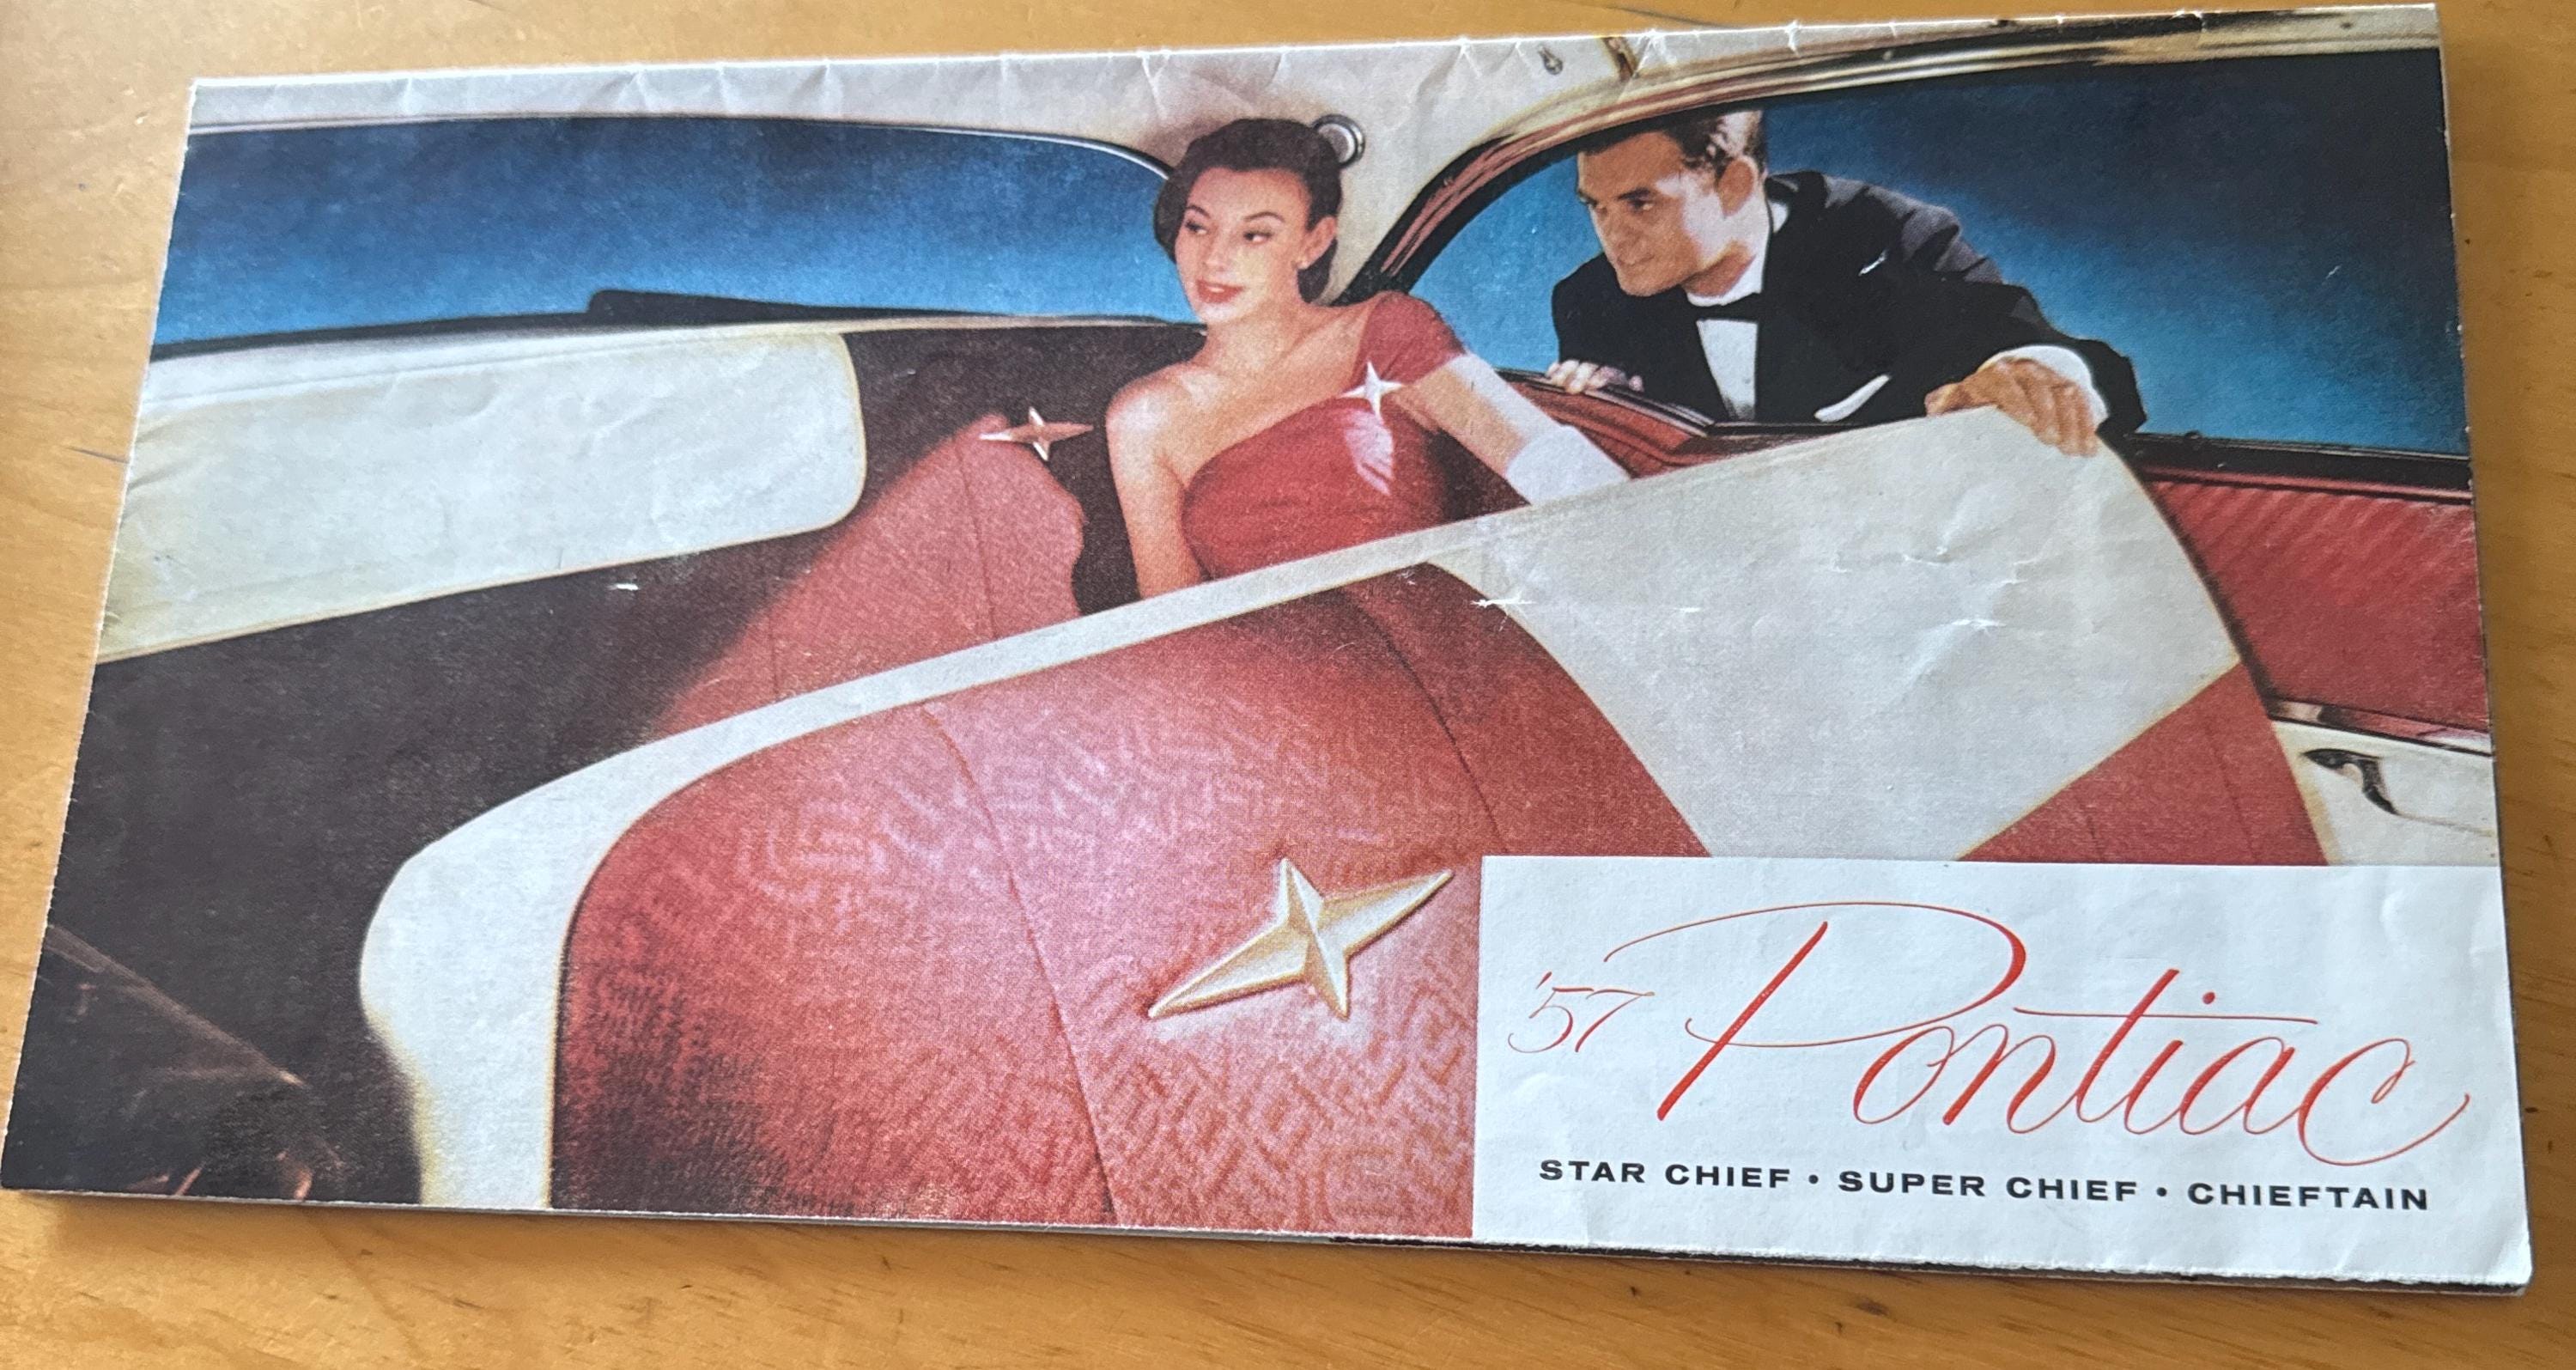 '57 Pontiac
STAR CHIEF • SUPER CHIEF • CHIEFTAIN